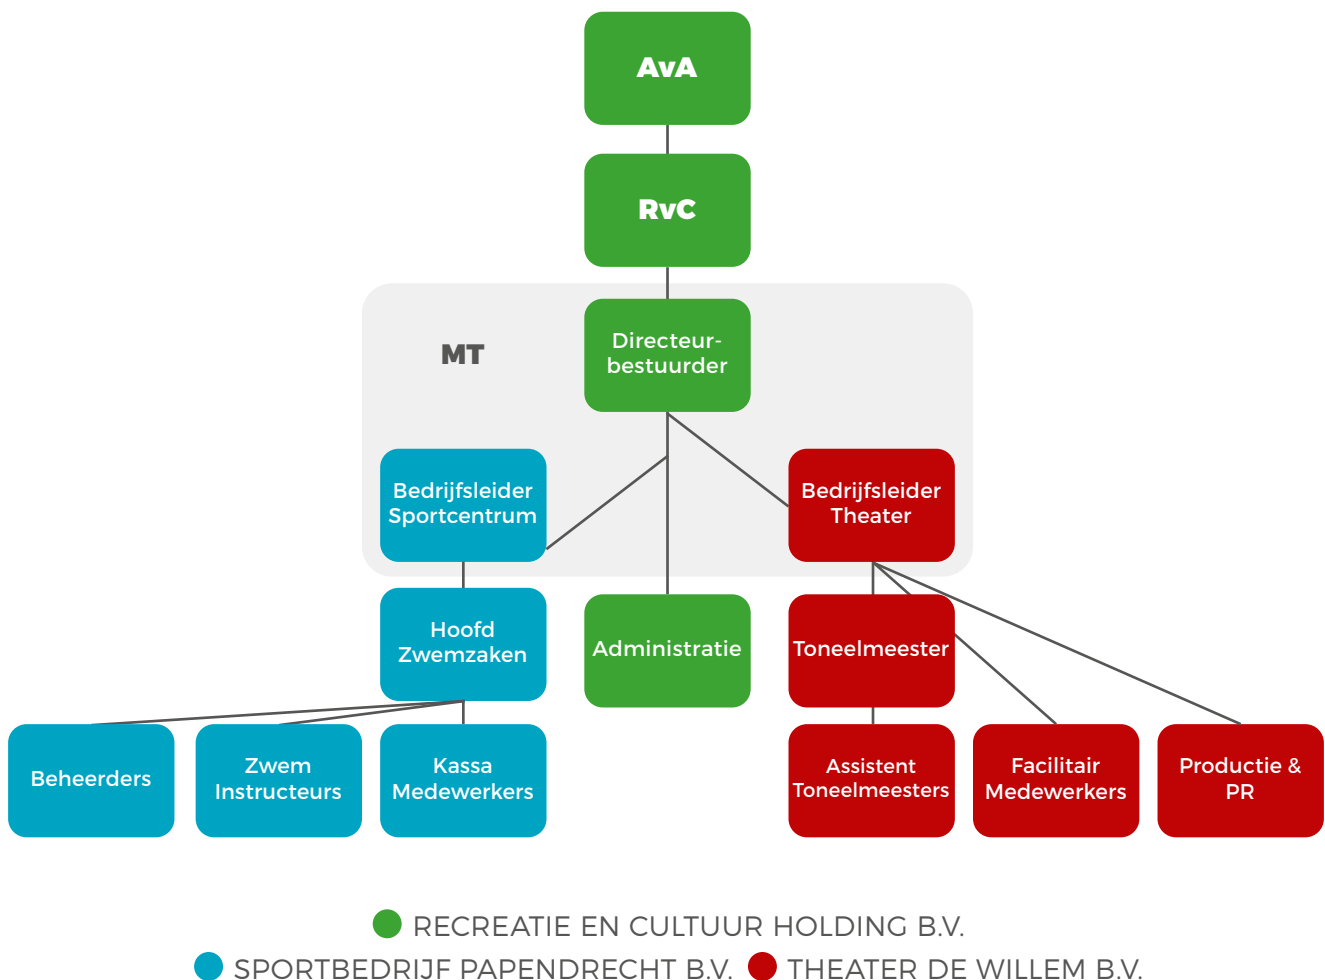 AvA
RvC
MT
Directeur-
bestuurder
Bedrijfsleider
Sportcentrum
Bedrijfsleider
Theater
Hoofd
Zwemzaken
Administratie
Toneelmeester
Beheerders
Zwem
Instructeurs
Kassa
Medewerkers
Assistent
Toneelmeesters
Facilitair
Medewerkers
Productie &
PR
RECREATIE EN CULTUUR HOLDING B.V.
SPORTBEDRIJF PAPENDRECHT B.V. THEATER DE WILLEM B.V.